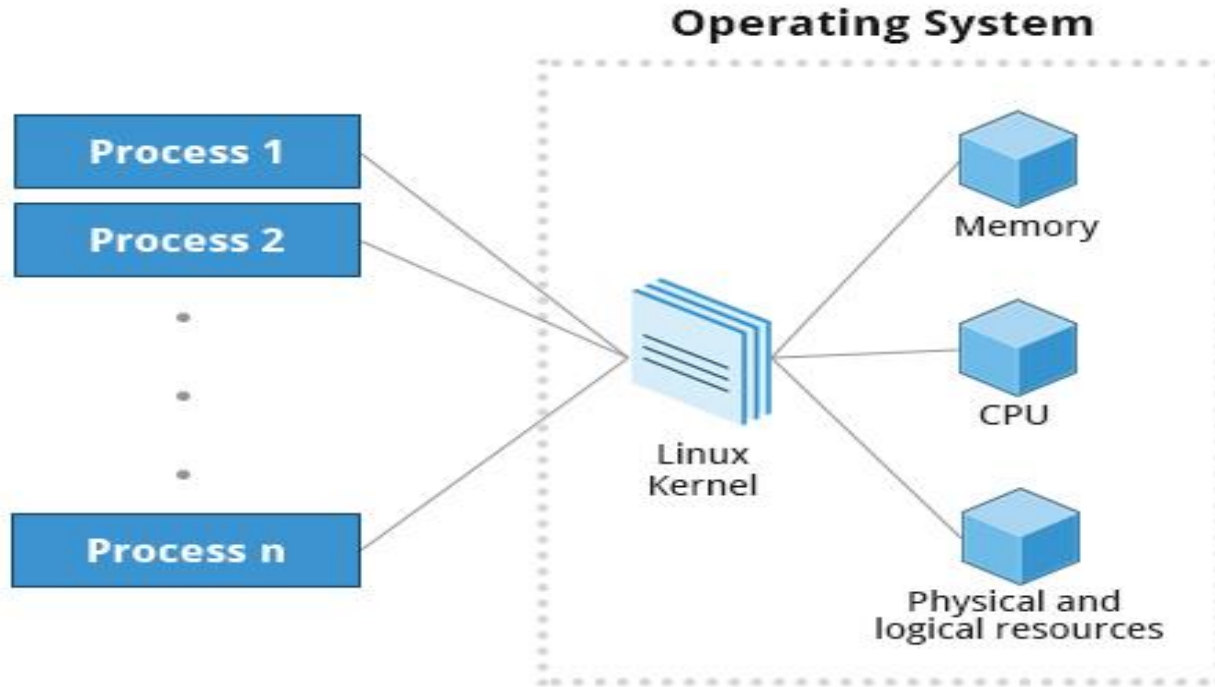 Operating System
Process 1
Process 2
Process n
Linux
Kernel
Memory
CPU
Physical and
logical resources